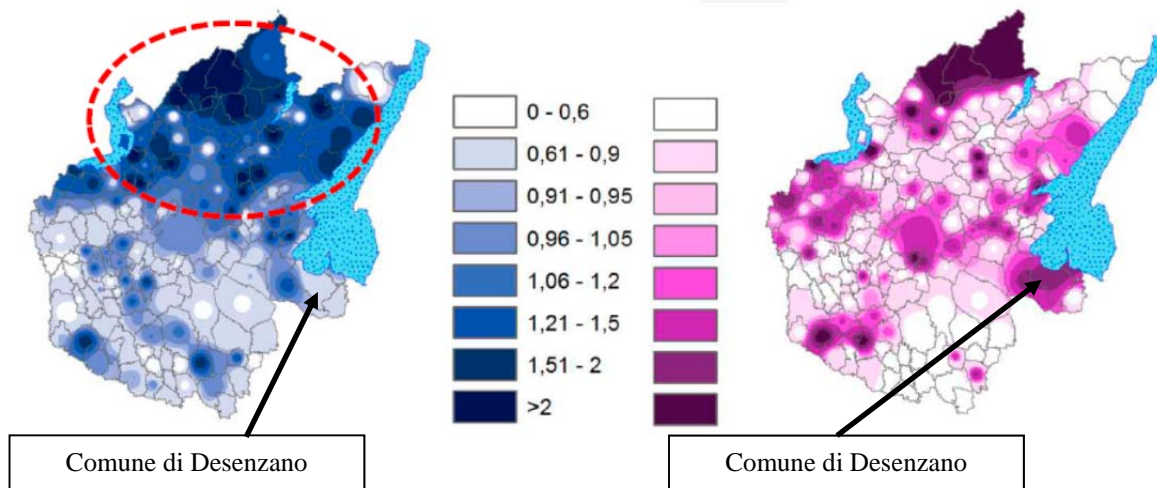 0 - 0,6
0,61 - 0,9
0,91 - 0,95
0,96 - 1,05
1,06 - 1,2
1,21 - 1,5
1,51 - 2
>2
Comune di Desenzano
Comune di Desenzano